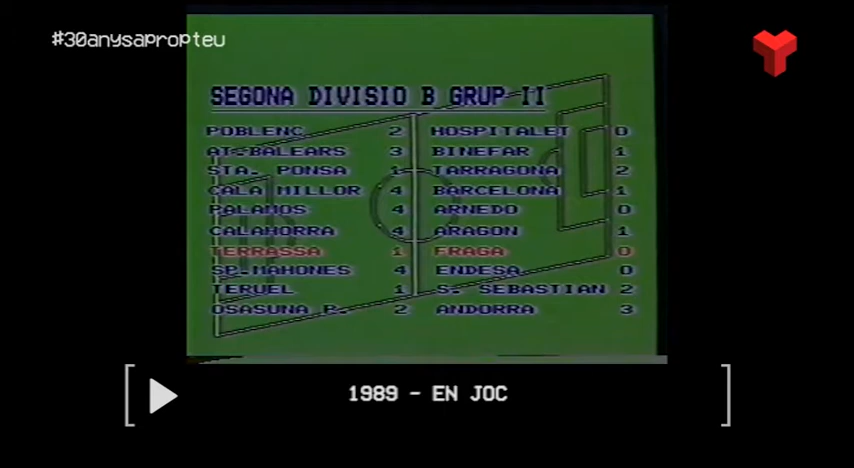 #30anysapropteu
SEGONA DIVISIO B GRUP II
POBLENC 2 HOSPITALET 0
AT.BALEARS 3 BINEFAR 1
STA. PONSA 1 TARRAGONA 2
CALA MILLOR 4 BARCELONA 1
PALAMOS 4 ARNEDO 0
CALAHORRA 4 ARAGON 1
TERRASSA 1 FRAGA 0
SP.MAHONES 4 ENDESA 0
TERUEL 1 S. SEBASTIAN 2
OSASUNA P. 2 ANDORRA 3
1989 - EN JOC